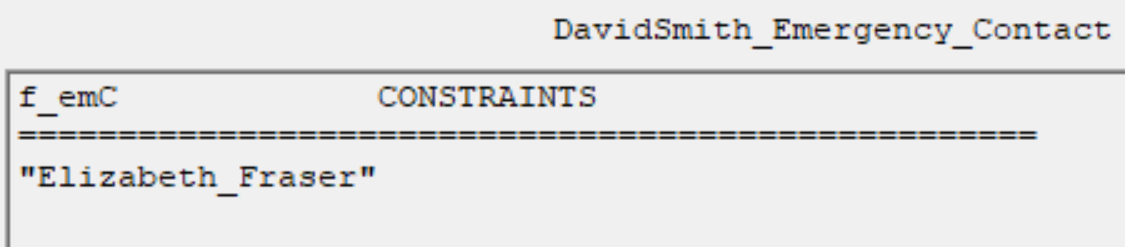 DavidSmith_Emergency_Contact
f_emC CONSTRAINTS
===================================================
"Elizabeth_Fraser"